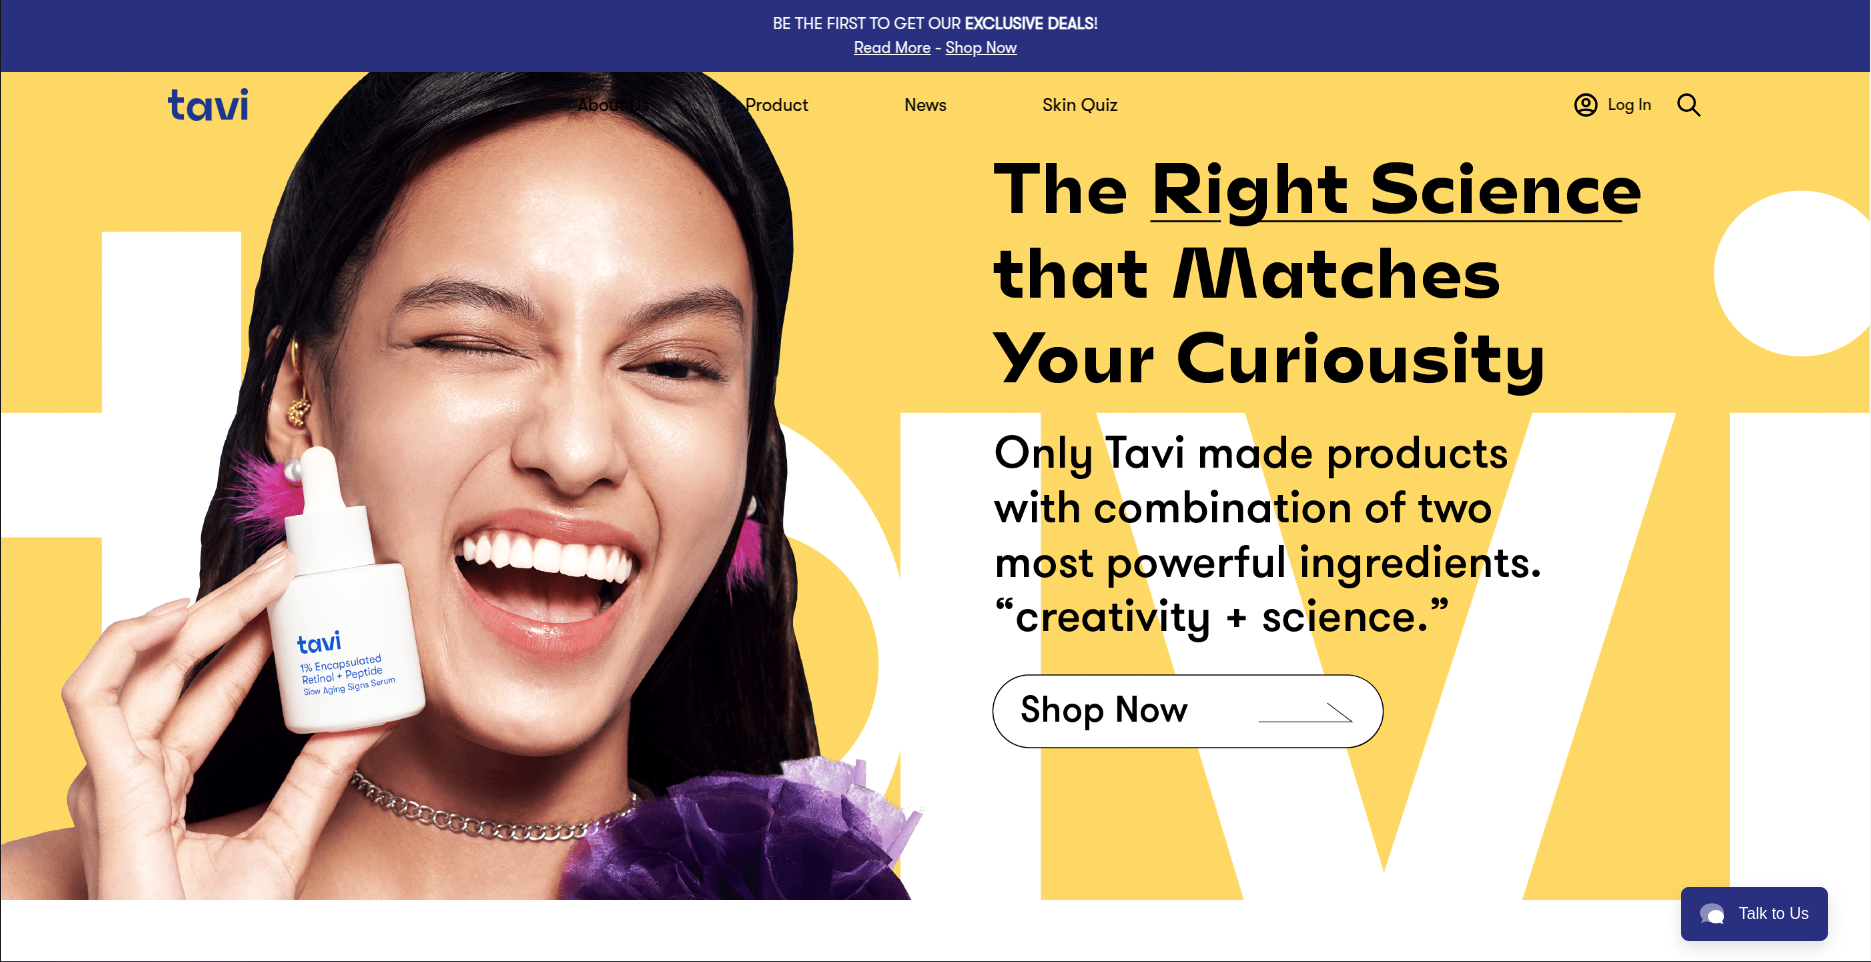 BE THE FIRST TO GET OUR EXCLUSIVE DEALS!
Read More - Shop Now
tavi
About Us
Product
News
Skin Quiz
Log In
The Right Science
that Matches
Your Curiousity
Only Tavi made products
with combination of two
most powerful ingredients.
“creativity + science.”
Shop Now
tavi
1% Encapsulated
Retinol + Peptide
Slow Aging Signs Serum
tavi
Talk to Us